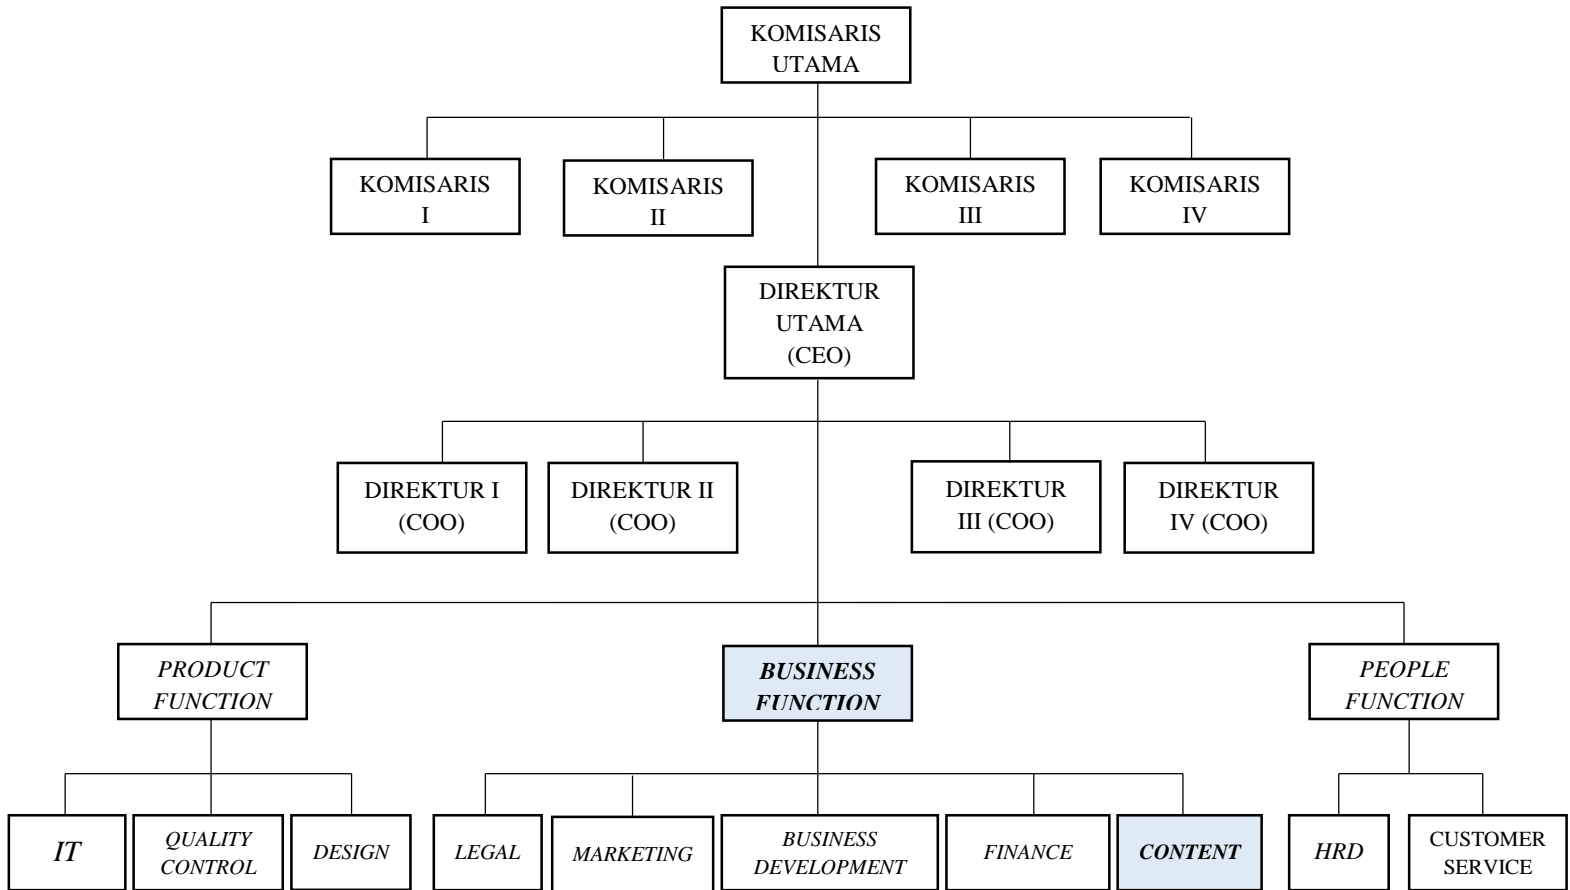 KOMISARIS
UTAMA
KOMISARIS
I
KOMISARIS
II
KOMISARIS
III
KOMISARIS
IV
DIREKTUR
UTAMA
(CEO)
DIREKTUR I
(COO)
DIREKTUR II
(COO)
DIREKTUR
III (COO)
DIREKTUR
IV (COO)
PRODUCT
FUNCTION
BUSINESS
FUNCTION
PEOPLE
FUNCTION
IT
QUALITY
CONTROL
DESIGN
LEGAL
MARKETING
BUSINESS
DEVELOPMENT
FINANCE
CONTENT
HRD
CUSTOMER
SERVICE